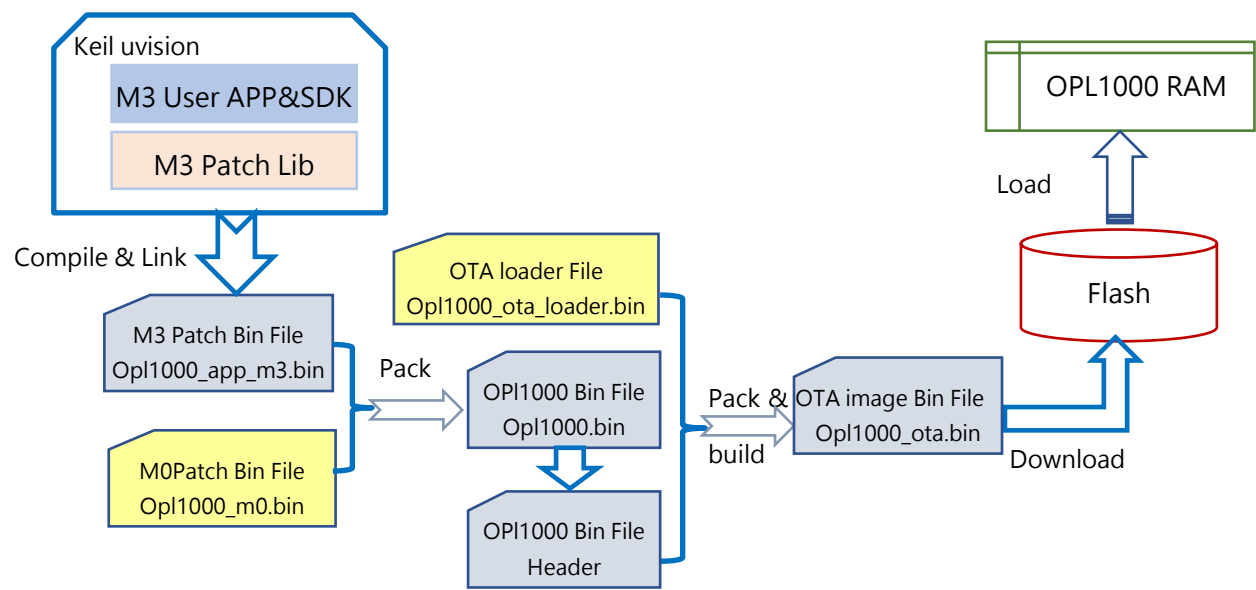 Keil uvision
M3 User APP&SDK
M3 Patch Lib
Compile & Link
M3 Patch Bin File
Opl1000_app_m3.bin
M0Patch Bin File
Opl1000_m0.bin
Pack
OTA loader File
Opl1000_ota_loader.bin
OPl1000 Bin File
Opl1000.bin
OPl1000 Bin File
Header
Pack &
build
OTA image Bin File
Opl1000_ota.bin
Download
Flash
Load
OPL1000 RAM